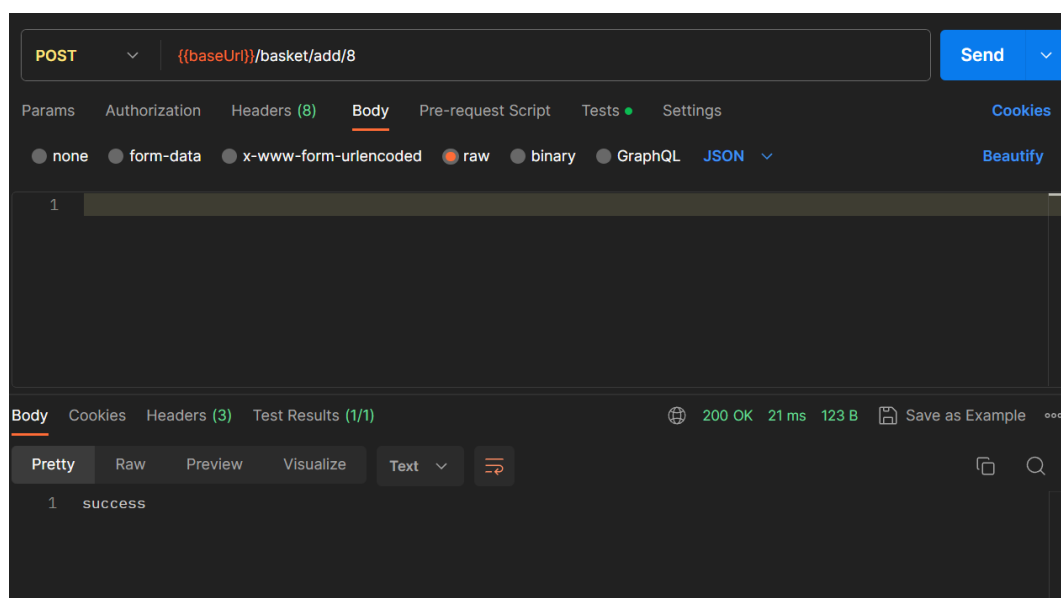 POST {{baseUrl}}/basket/add/8 Send
Params Authorization Headers (8) Body Pre-request Script Tests Settings Cookies
none form-data x-www-form-urlencoded raw binary GraphQL JSON Beautify
1
Body Cookies Headers (3) Test Results (1/1) 200 OK 21 ms 123 B Save as Example
Pretty Raw Preview Visualize Text
1 success